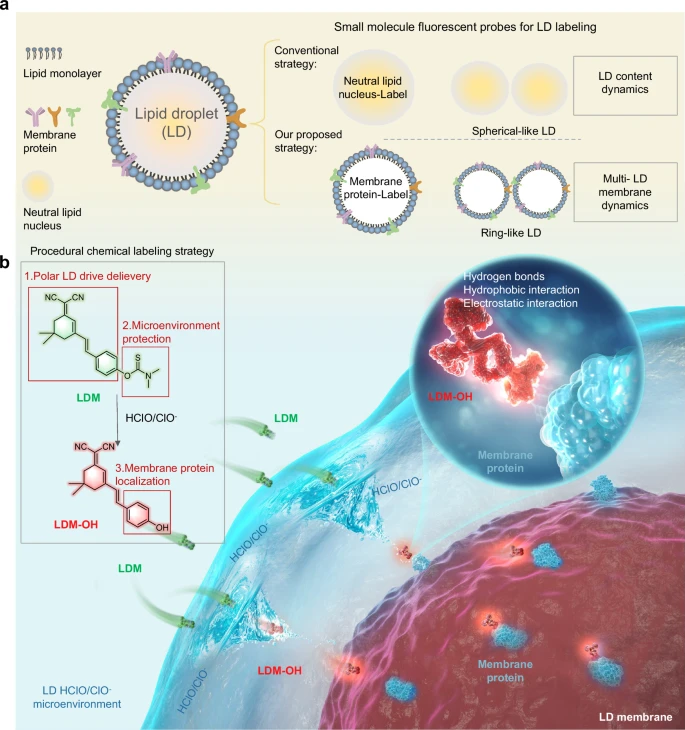 a
Small molecule fluorescent probes for LD labeling
Lipid monolayer
Membrane
protein
Neutral lipid
nucleus
Lipid droplet
(LD)
Conventional
strategy:
Neutral lipid
nucleus-Label
LD content
dynamics
Spherical-like LD
Our proposed
strategy:
Membrane
protein-Label
Multi- LD
membrane
dynamics
Ring-like LD
b
Procedural chemical labeling strategy
1.Polar LD drive delievery
NC CN
2.Microenvironment
protection
S
O N
LDM
HClO/ClO-
NC CN
3.Membrane protein
localization
OH
LDM-OH
LDM
LDM
HClO/ClO-
HClO/ClO-
HClO/ClO-
LDM-OH
LD HClO/ClO-
microenvironment
Hydrogen bonds
Hydrophobic interaction
Electrostatic interaction
LDM-OH
Membrane
protein
Membrane
protein
LD membrane